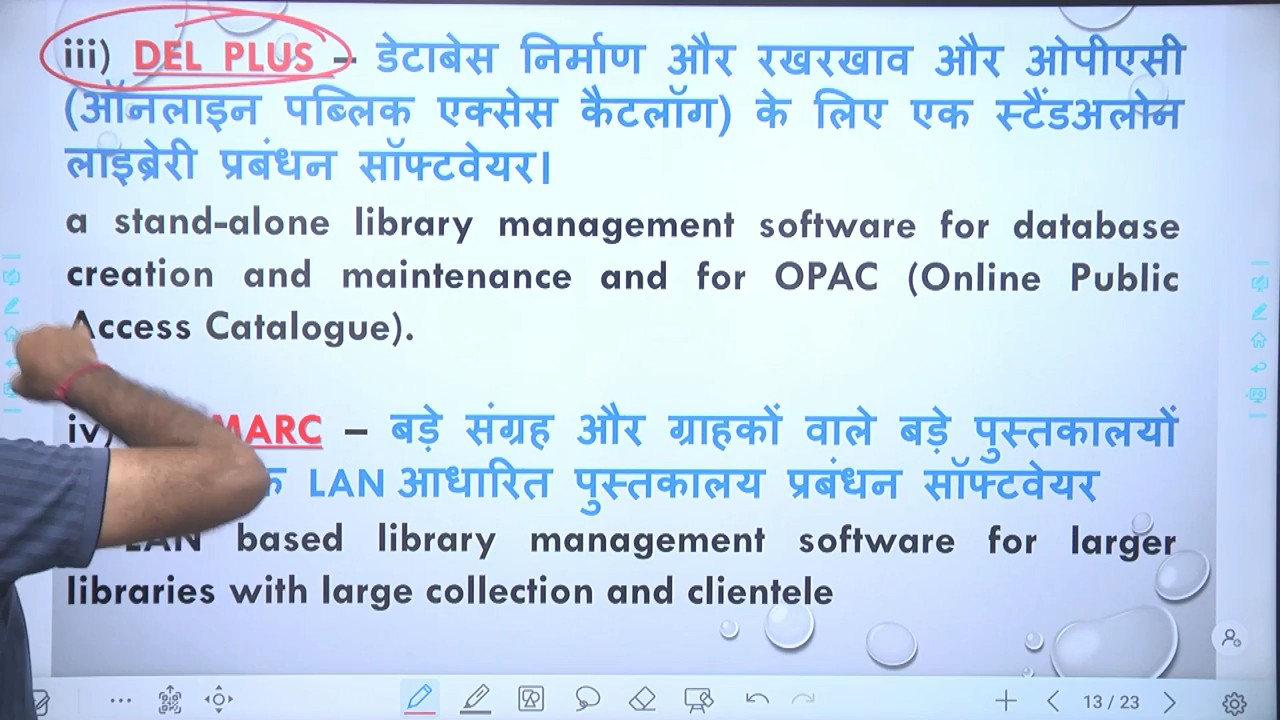 iii) DEL PLUS – डेटाबेस निर्माण और रखरखाव और ओपीएसी
(ऑनलाइन पब्लिक एक्सेस कैटलॉग) के लिए एक स्टैंडअलोन
लाइब्रेरी प्रबंधन सॉफ्टवेयर।
a stand-alone library management software for database
creation and maintenance and for OPAC (Online Public
Access Catalogue).
iv) MARC – बड़े संग्रह और ग्राहकों वाले बड़े पुस्तकालयों
LAN आधारित पुस्तकालय प्रबंधन सॉफ्टवेयर
LAN based library management software for larger
libraries with large collection and clientele
13 / 23